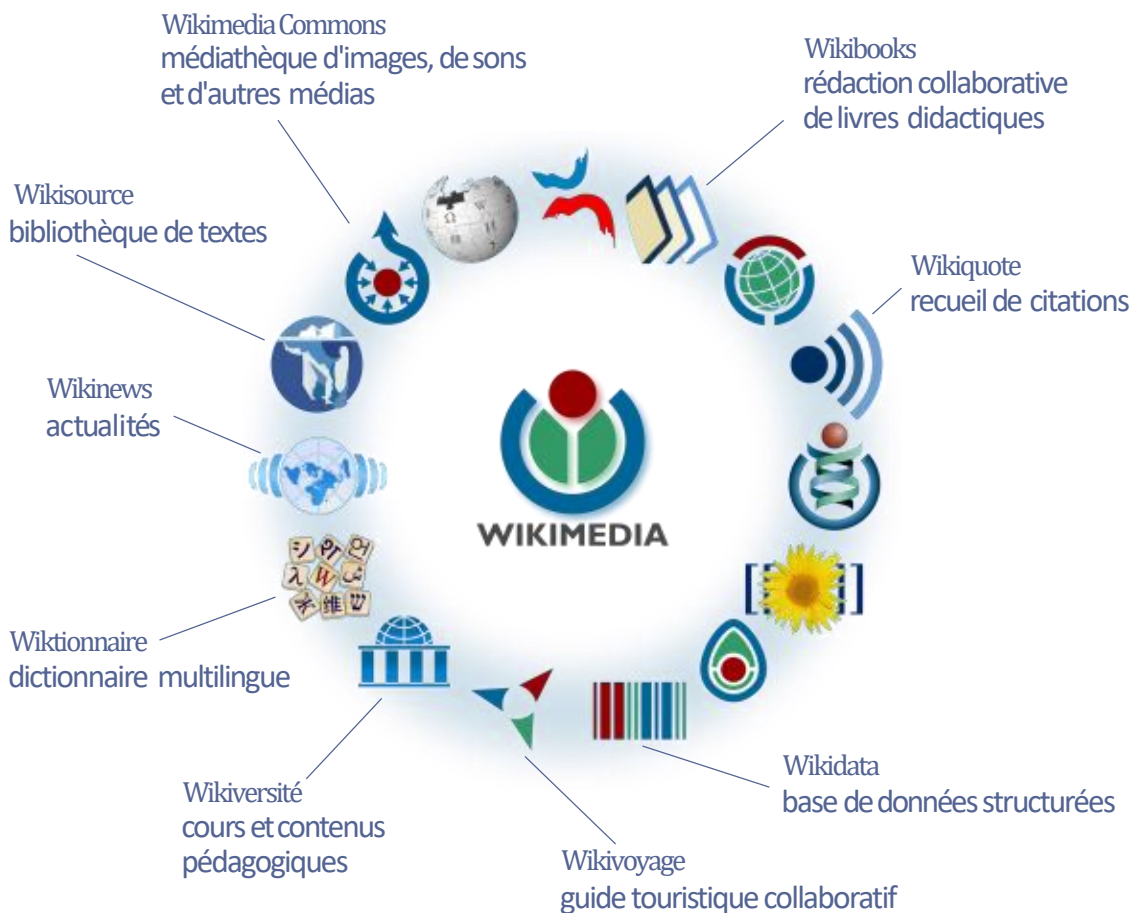 Wikimedia Commons
médiathèque d'images, de sons
et d'autres médias
Wikibooks
rédaction collaborative
de livres didactiques
Wikisource
bibliothèque de textes
Wikiquote
recueil de citations
Wikinews
actualités
WIKIMEDIA
Wiktionnaire
dictionnaire multilingue
Wikidata
base de données structurées
Wikiversité
cours et contenus
pédagogiques
Wikivoyage
guide touristique collaboratif